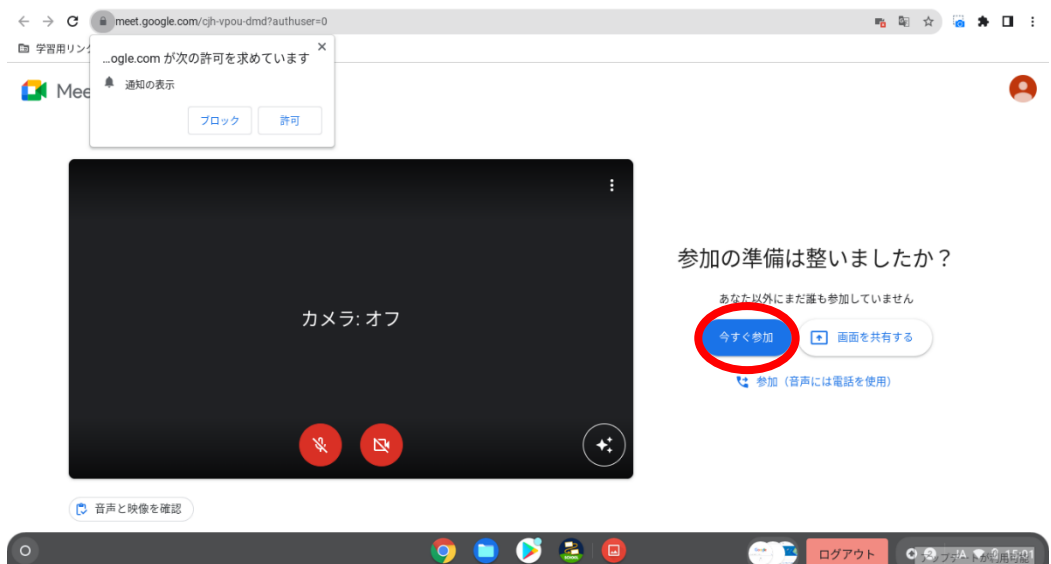 meet.google.com/cjh-vpou-dmd?authuser=0
学習用リンク
...ogle.com が次の許可を求めています
通知の表示
ブロック 許可
Mee
カメラ: オフ
参加の準備は整いましたか？
あなた以外にまだ誰も参加していません
今すぐ参加 画面を共有する
参加（音声には電話を使用）
音声と映像を確認
ログアウト
JA 15:01